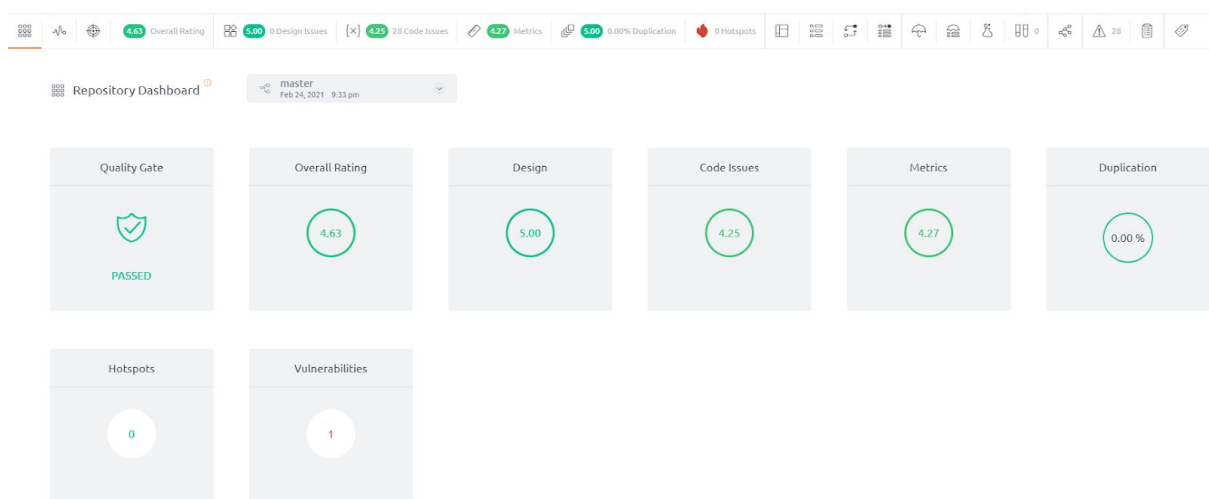 4.63 Overall Rating 5.00 0 Design Issues {×} 4.25 28 Code Issues 4.27 Metrics 5.00 0.00% Duplication 0 Hotspots 0 28
Repository Dashboard
master
Feb 24, 2021 9:33 pm
Quality Gate Overall Rating Design Code Issues Metrics Duplication
4.63 5.00 4.25 4.27 0.00 %
PASSED
Hotspots Vulnerabilities
0 1